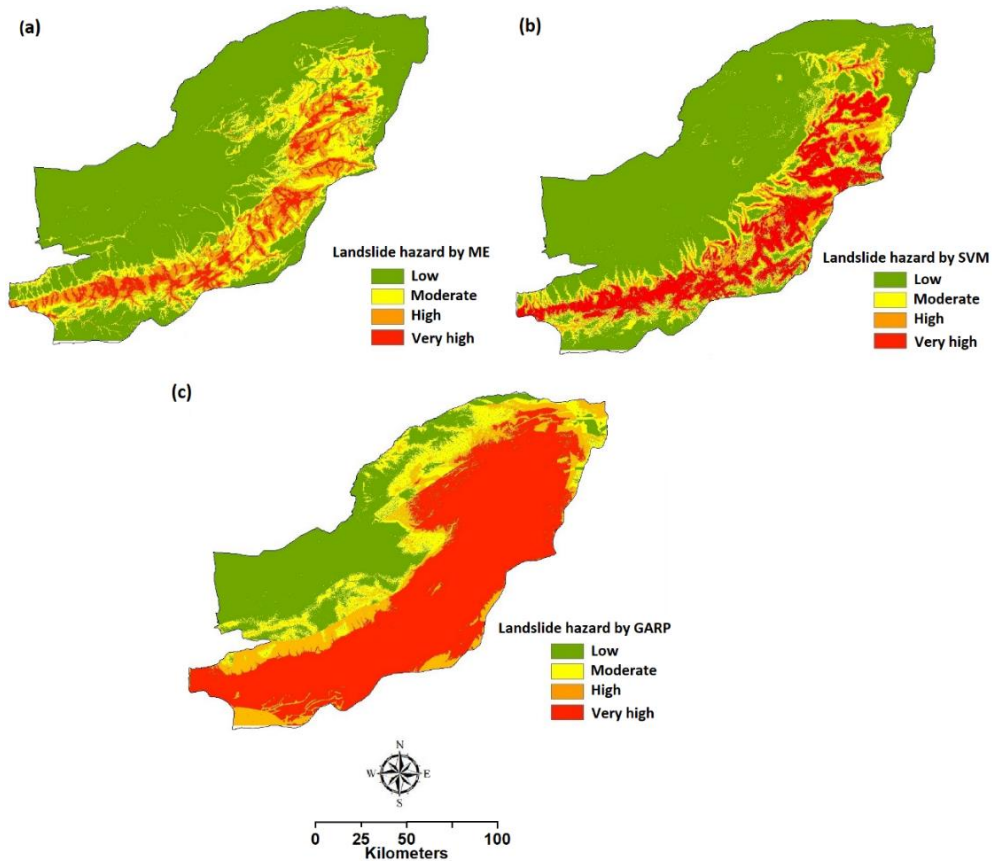 (a)
Landslide hazard by ME
Low
Moderate
High
Very high
(b)
Landslide hazard by SVM
Low
Moderate
High
Very high
(c)
Landslide hazard by GARP
Low
Moderate
High
Very high
N
W E
S
0 50 100
Kilometers